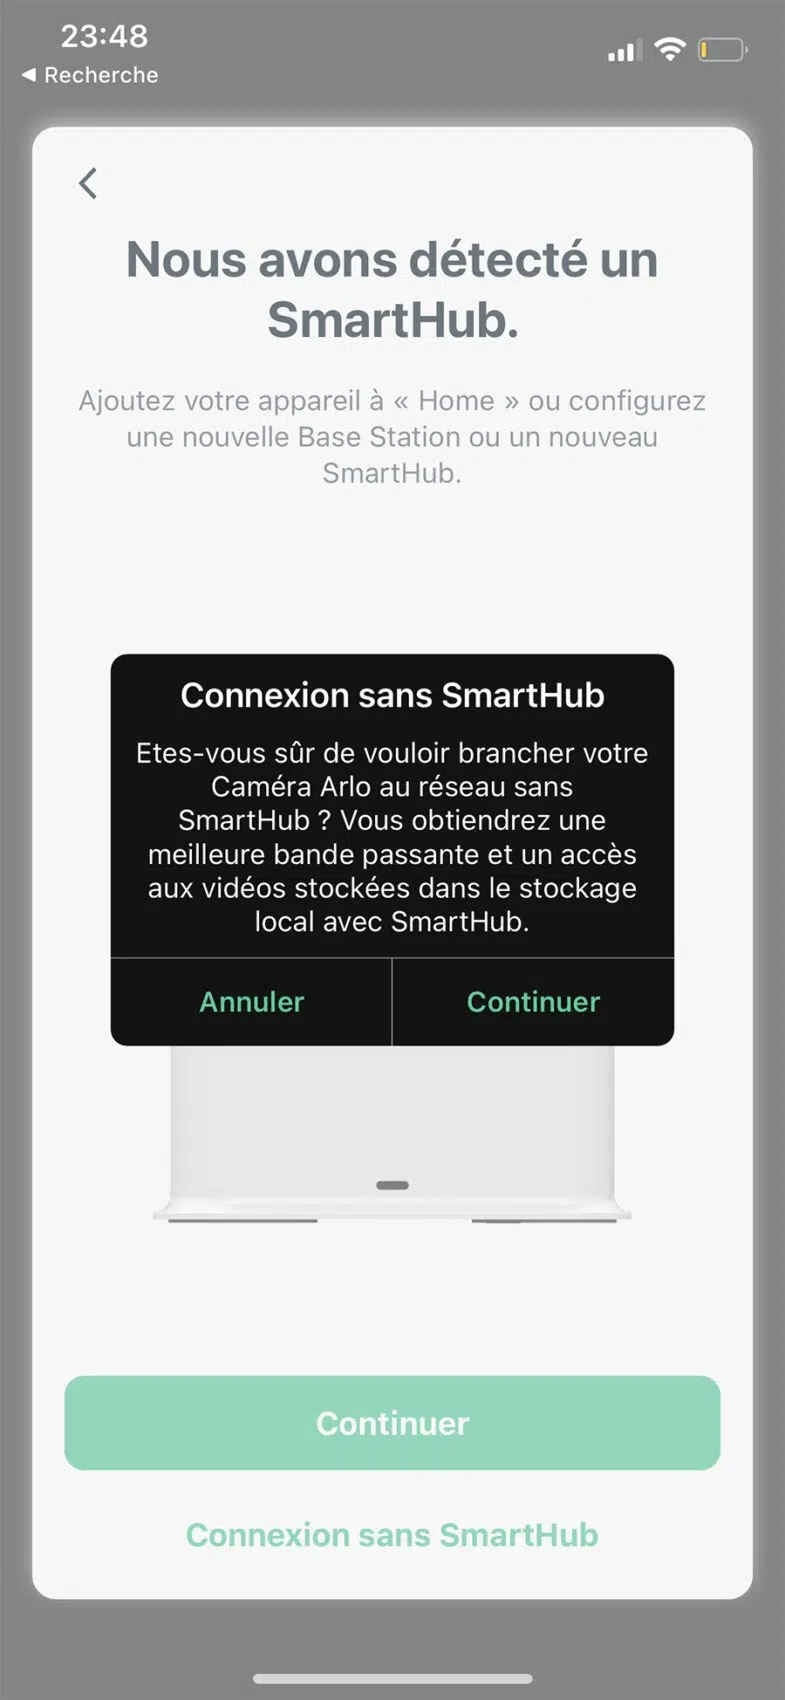 23:48
◀ Recherche
Nous avons détecté un
SmartHub.
Ajoutez votre appareil à « Home » ou configurez
une nouvelle Base Station ou un nouveau
SmartHub.
Connexion sans SmartHub
Etes-vous sûr de vouloir brancher votre
Caméra Arlo au réseau sans
SmartHub ? Vous obtiendrez une
meilleure bande passante et un accès
aux vidéos stockées dans le stockage
local avec SmartHub.
Annuler
Continuer
Continuer
Connexion sans SmartHub